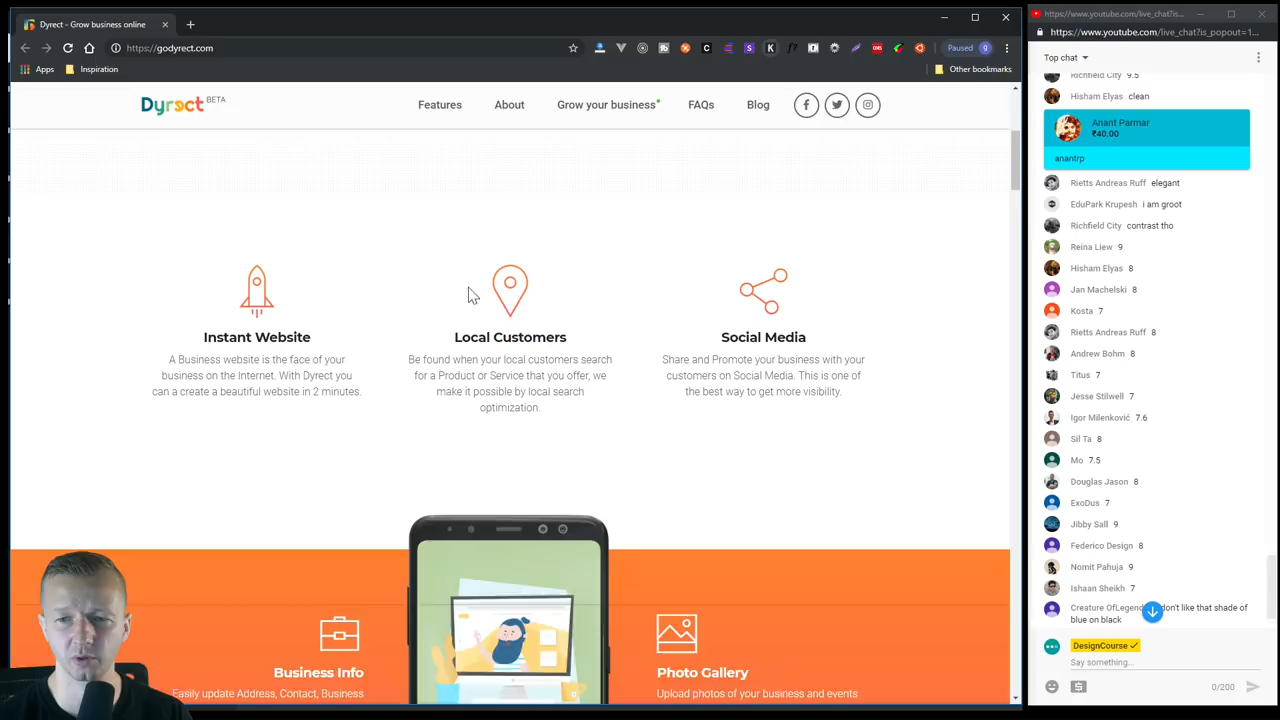 Dyrect - Grow business online
https://godyrect.com
Paused
g
Apps
Inspiration
Other bookmarks
Dyrect BETA
Features
About
Grow your business
FAQs
Blog
Instant Website
A Business website is the face of your
business on the Internet. With Dyrect you
can a create a beautiful website in 2 minutes.
Local Customers
Be found when your local customers search
for a Product or Service that you offer, we
make it possible by local search
optimization.
Social Media
Share and Promote your business with your
customers on Social Media. This is one of
the best way to get more visibility.
Business Info
Easily update Address, Contact, Business
Photo Gallery
Upload photos of your business and events
https://www.youtube.com/live_chat?is...
https://www.youtube.com/live_chat?is_popout=1...
Top chat
Richfield City 9.5
Hisham Elyas clean
Anant Parmar
₹40.00
anantrp
Rietts Andreas Ruff elegant
EduPark Krupesh i am groot
Richfield City contrast tho
Reina Liew 9
Hisham Elyas 8
Jan Machelski 8
Kosta 7
Rietts Andreas Ruff 8
Andrew Bohm 8
Titus 7
Jesse Stilwell 7
Igor Milenković 7.6
Sil Ta 8
Mo 7.5
Douglas Jason 8
ExoDus 7
Jibby Sall 9
Federico Design 8
Nomit Pahuja 9
Ishaan Sheikh 7
Creature OfLegend don't like that shade of
blue on black
DesignCourse
Say something...
0/200